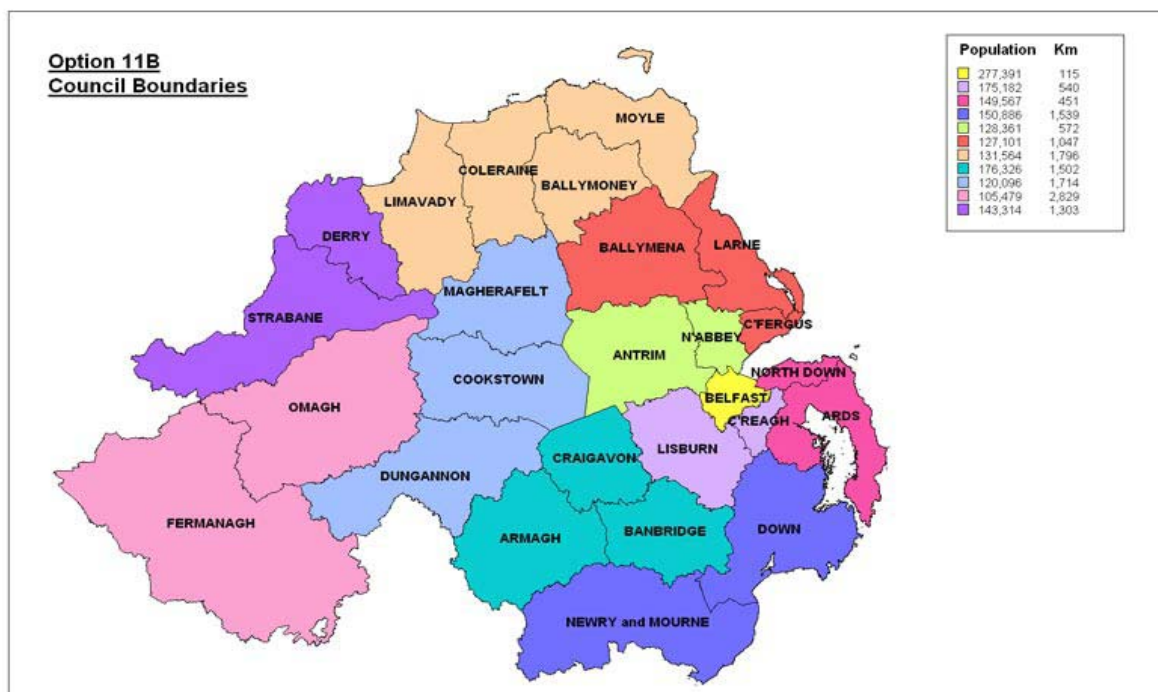 Option 11B
Council Boundaries
Population Km
277,391 115
175,182 540
149,567 451
150,886 1,539
128,361 572
127,101 1,047
131,564 1,796
176,326 1,502
120,096 1,714
105,479 2,829
143,314 1,303
MOYLE
COLERAINE
BALLYMONEY
LIMAVADY
DERRY
BALLYMENA
LARNE
MAGHERAFELT
STRABANE
C'FERGUS
N'ABBEY
ANTRIM
NORTH DOWN
COOKSTOWN
BELFAST
OMAGH
ARDS
C'REAGH
LISBURN
CRAIGAVON
DUNGANNON
FERMANAGH
ARMAGH
BANBRIDGE
DOWN
NEWRY and MOURNE